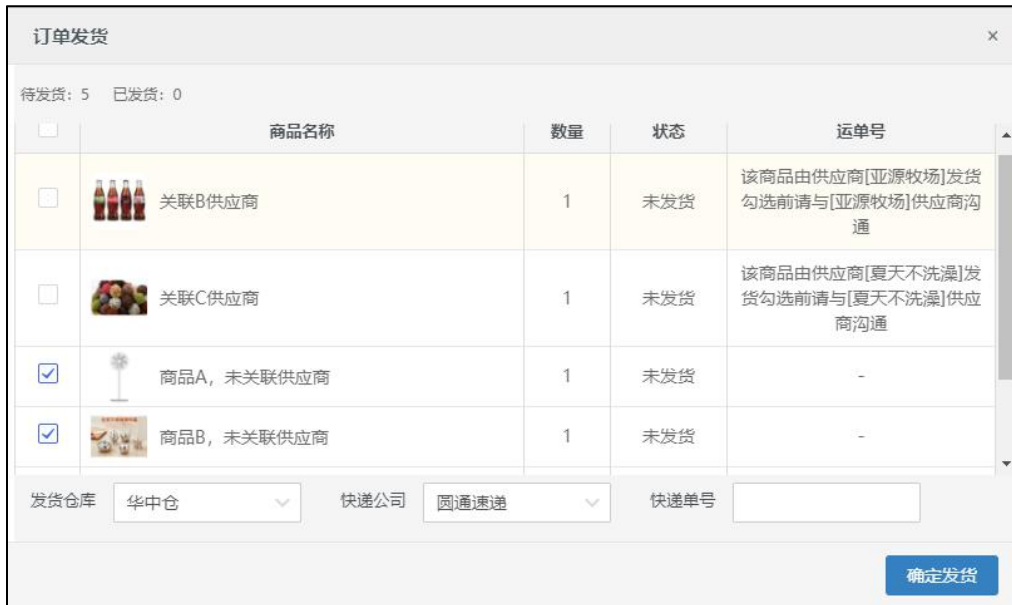 订单发货
×
待发货: 5 已发货: 0
商品名称 数量 状态 运单号
关联B供应商 1 未发货 该商品由供应商[亚源牧场]发货
勾选前请与[亚源牧场]供应商沟
通
关联C供应商 1 未发货 该商品由供应商[夏天不洗澡]发
货勾选前请与[夏天不洗澡]供应
商沟通
商品A，未关联供应商 1 未发货 -
商品B，未关联供应商 1 未发货 -
发货仓库 华中仓 快递公司 圆通速递 快递单号
确定发货